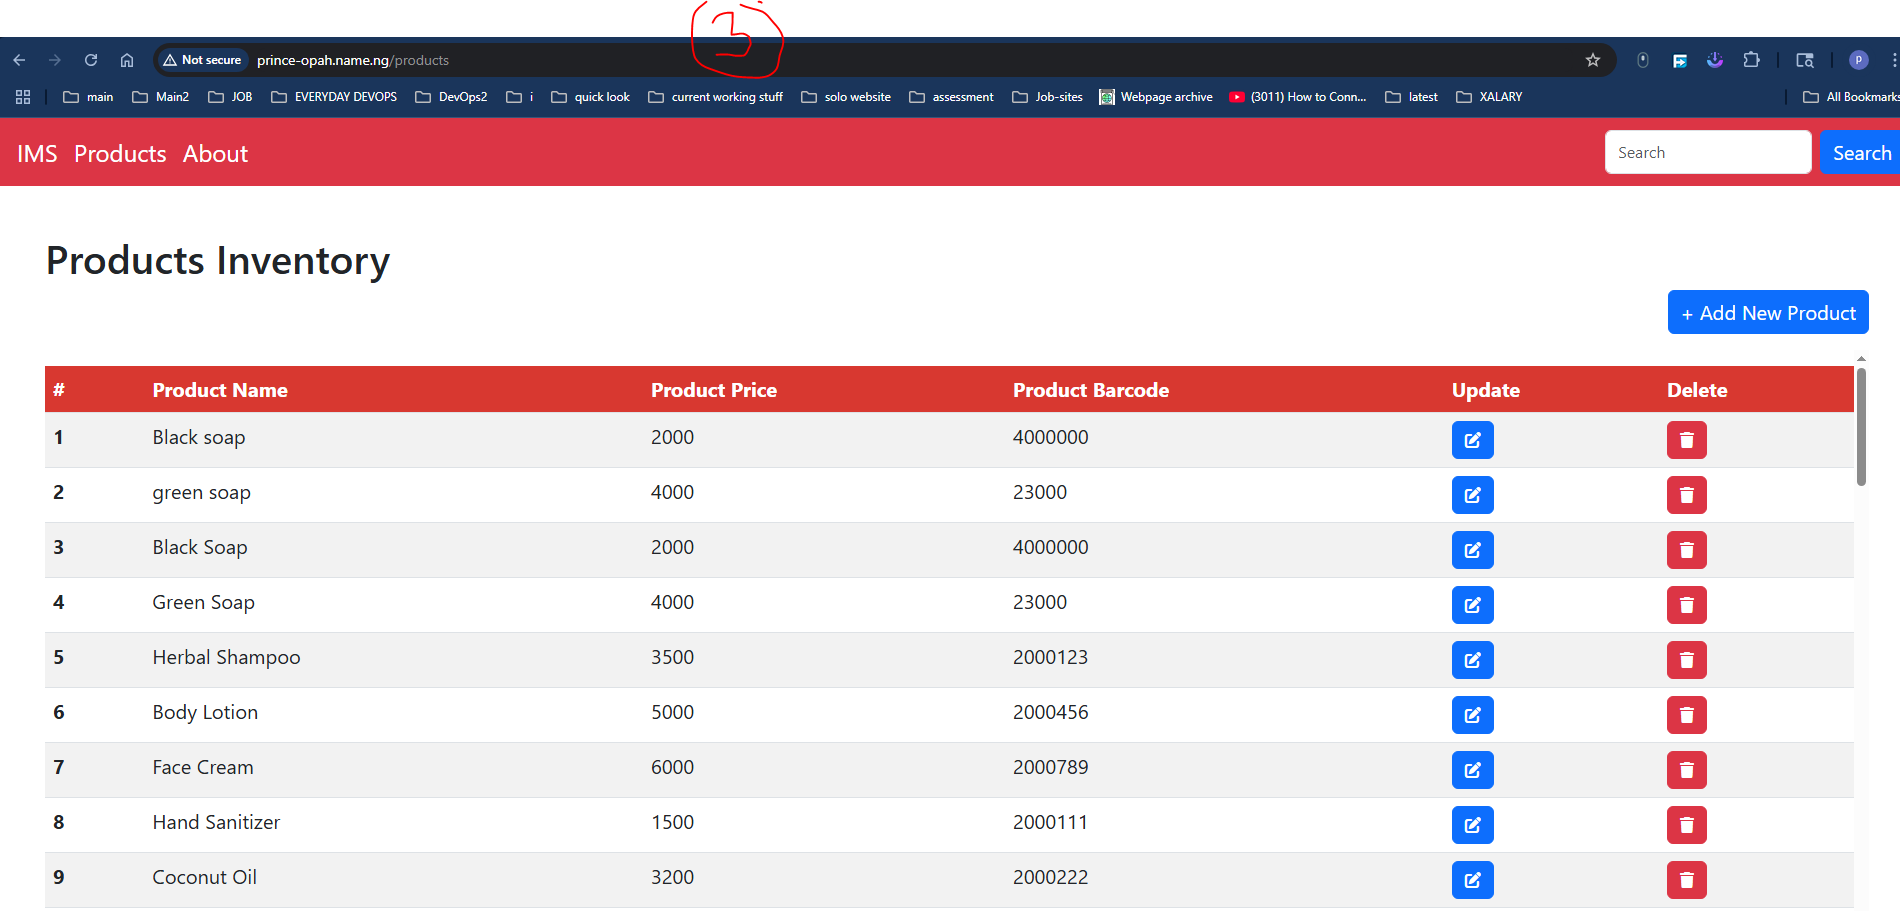 3
Not secure prince-opah.name.ng/products P
main Main2 JOB EVERYDAY DEVOPS DevOps2 i quick look current working stuff solo website assessment Job-sites Webpage archive (3011) How to Conn... latest XALARY All Bookmarks
IMS Products About Search Search
Products Inventory
+ Add New Product
# Product Name Product Price Product Barcode Update Delete
1 Black soap 2000 4000000
2 green soap 4000 23000
3 Black Soap 2000 4000000
4 Green Soap 4000 23000
5 Herbal Shampoo 3500 2000123
6 Body Lotion 5000 2000456
7 Face Cream 6000 2000789
8 Hand Sanitizer 1500 2000111
9 Coconut Oil 3200 2000222